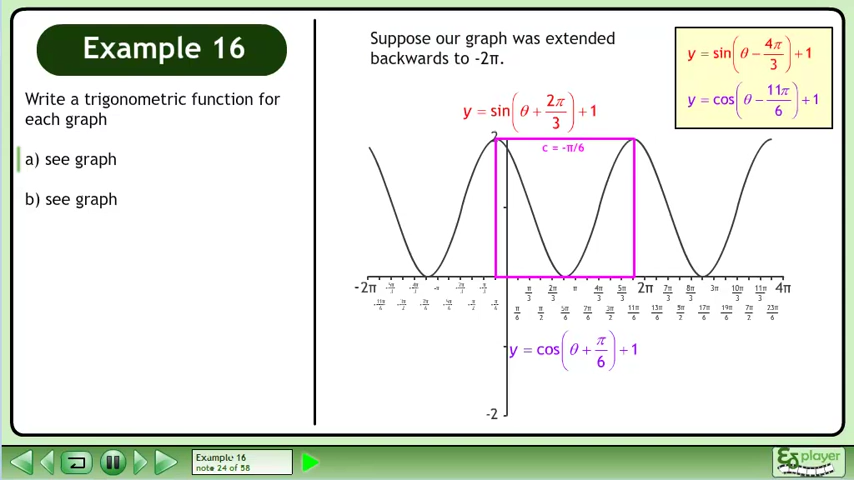 Example 16
Write a trigonometric function for
each graph
a) see graph
b) see graph
Suppose our graph was extended
backwards to -2π.
y = sin(θ − 4π/3) + 1
y = cos(θ − 11π/6) + 1
y = sin(θ + 2π/3) + 1
2
c = -π/6
-2π
2π
4π
π/3 2π/3 π 4π/3 5π/3 7π/3 8π/3 3π 10π/3 11π/3
π/6 π/2 5π/6 7π/6 3π/2 11π/6 13π/6 5π/2 17π/6 19π/6 7π/2 23π/6
y = cos(θ + π/6) + 1
-2
Example 16
note 24 of 58
player